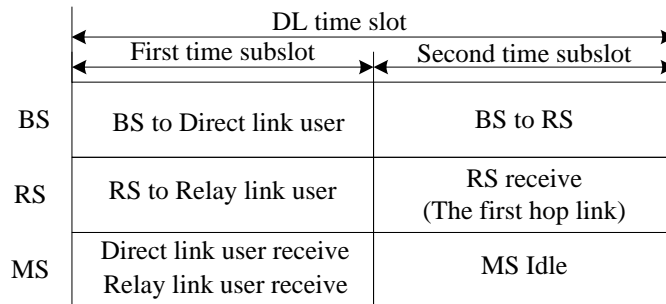 DL time slot
First time subslot
Second time subslot
BS
BS to Direct link user
BS to RS
RS
RS to Relay link user
RS receive
(The first hop link)
MS
Direct link user receive
Relay link user receive
MS Idle